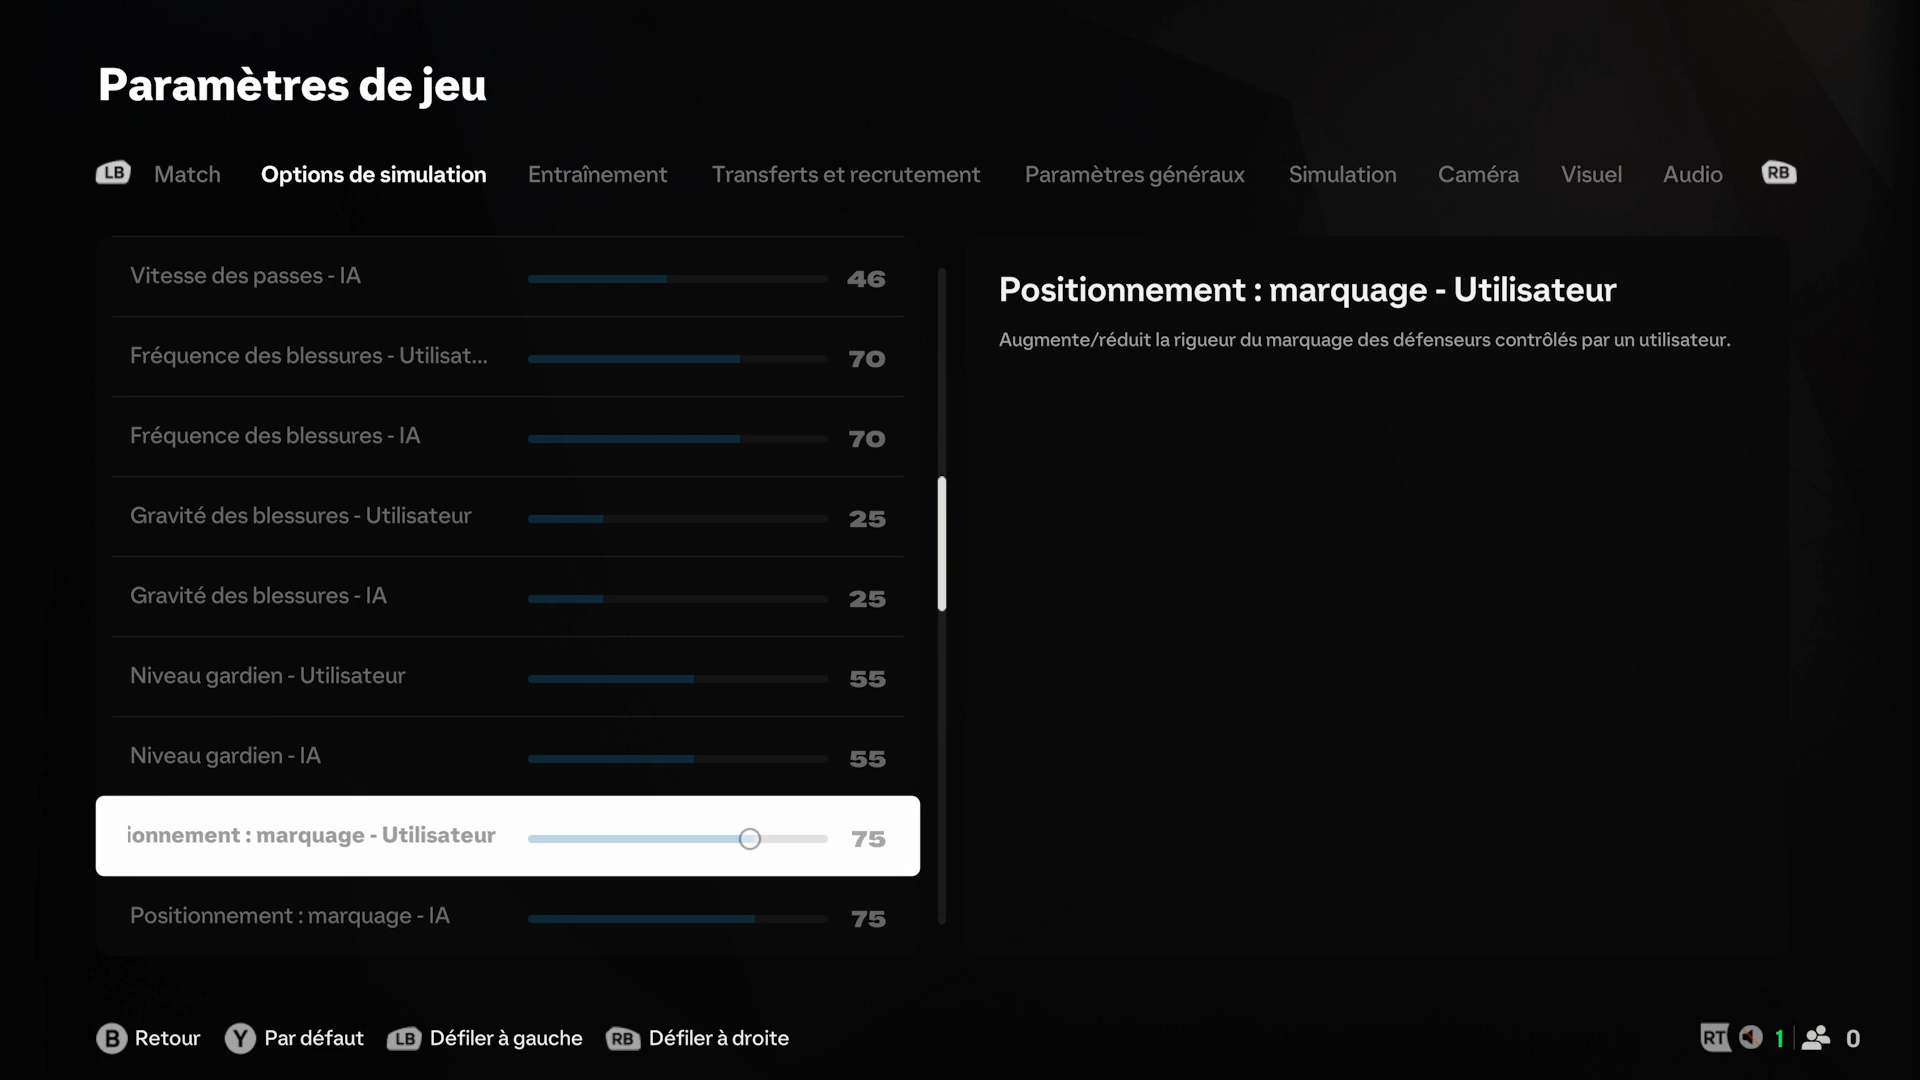 Paramètres de jeu
LB Match Options de simulation Entraînement Transferts et recrutement Paramètres généraux Simulation Caméra Visuel Audio RB
Vitesse des passes - IA 46
Fréquence des blessures - Utilisat... 70
Fréquence des blessures - IA 70
Gravité des blessures - Utilisateur 25
Gravité des blessures - IA 25
Niveau gardien - Utilisateur 55
Niveau gardien - IA 55
ionnement : marquage - Utilisateur 75
Positionnement : marquage - IA 75
Positionnement : marquage - Utilisateur
Augmente/réduit la rigueur du marquage des défenseurs contrôlés par un utilisateur.
B Retour Y Par défaut LB Défiler à gauche RB Défiler à droite
RT 1 0